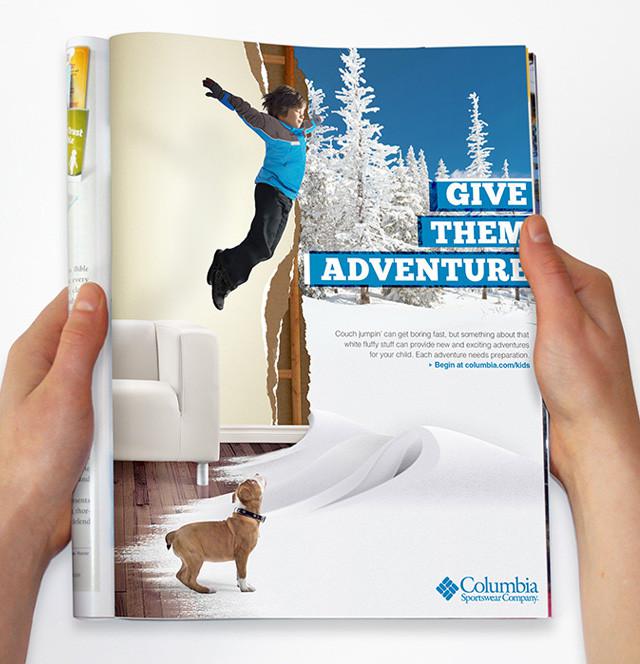 GIVE
THEM
ADVENTURE
Couch jumpin' can get boring fast, but something about that
white fluffy stuff can provide new and exciting adventures
for your child. Each adventure needs preparation.
▸ Begin at columbia.com/kids
Columbia
Sportswear Company.